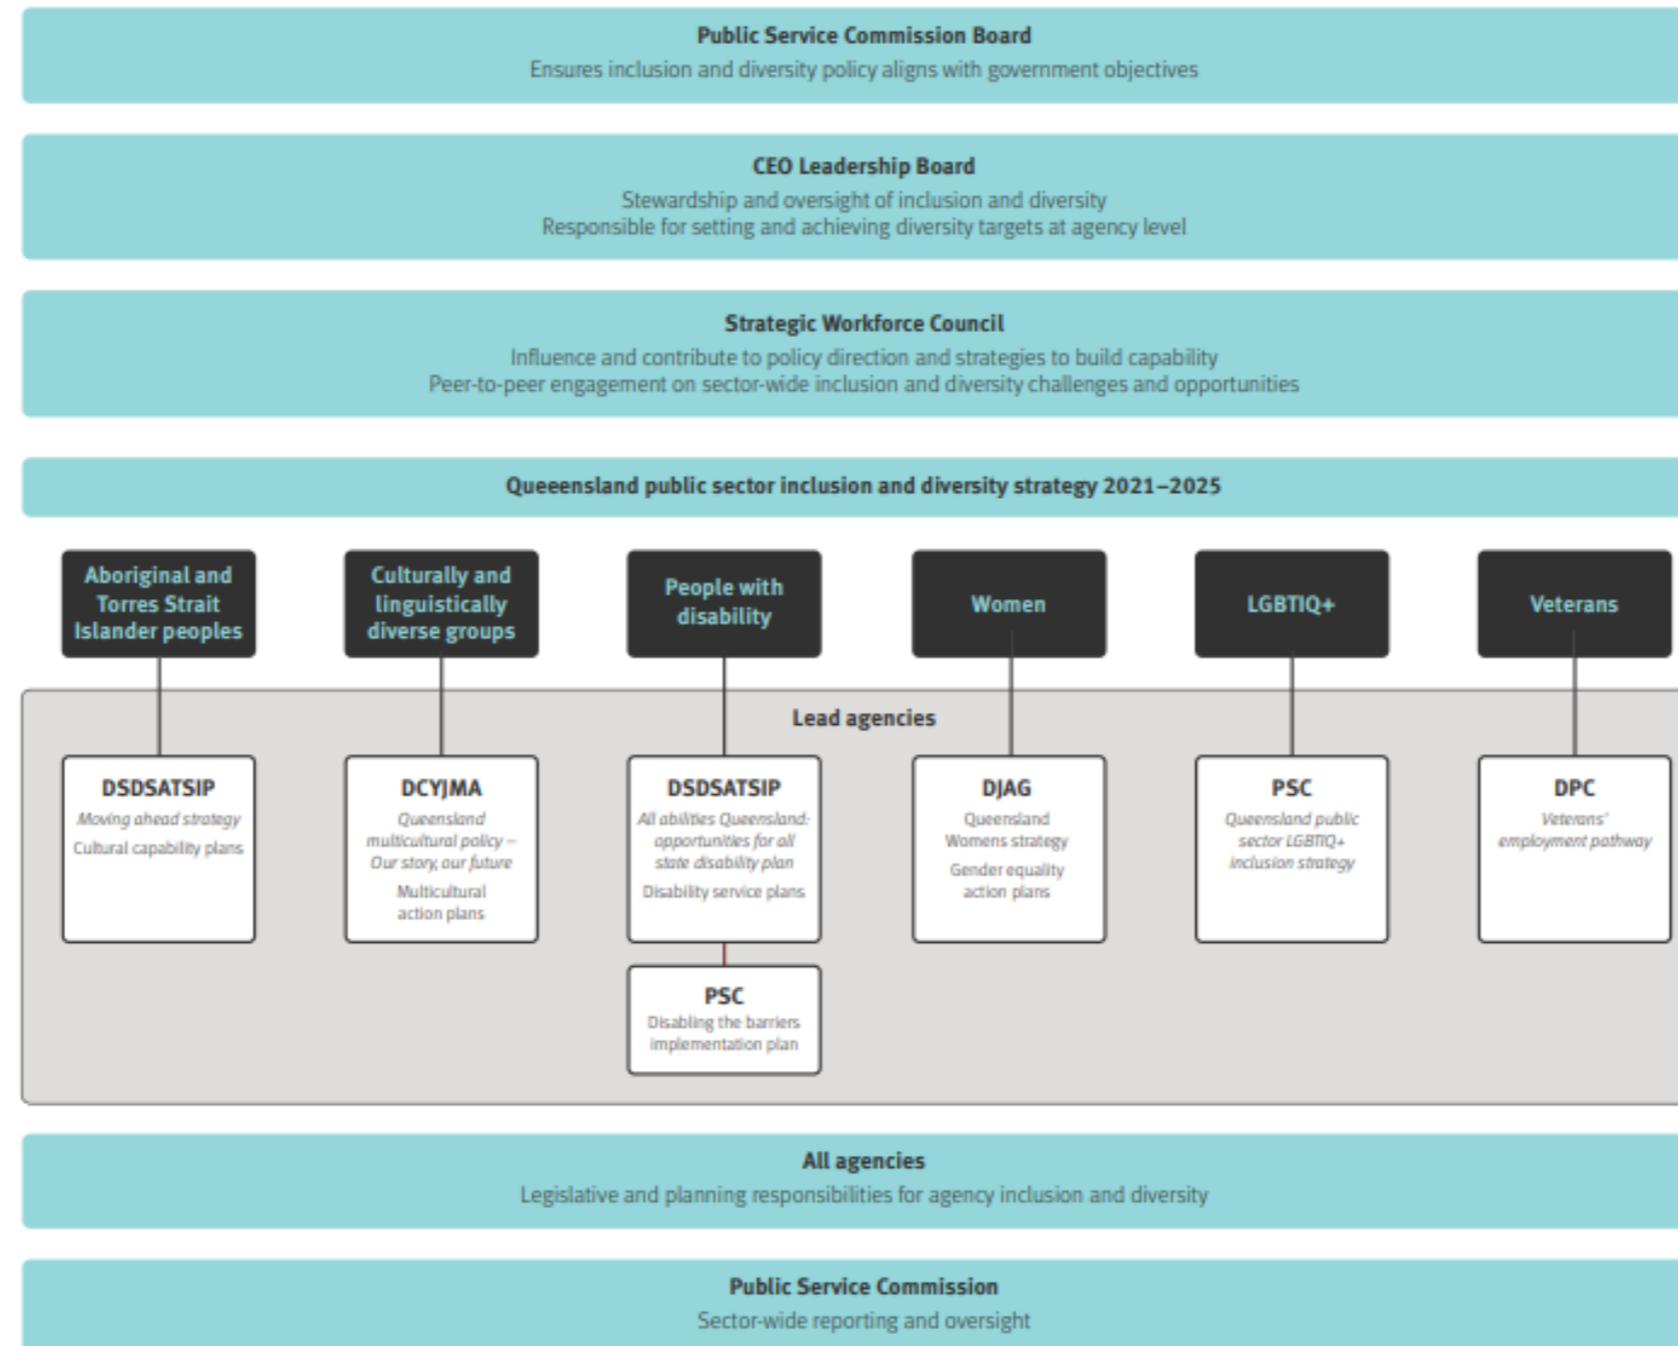 Public Service Commission Board
Ensures inclusion and diversity policy aligns with government objectives
CEO Leadership Board
Stewardship and oversight of inclusion and diversity
Responsible for setting and achieving diversity targets at agency level
Strategic Workforce Council
Influence and contribute to policy direction and strategies to build capability
Peer-to-peer engagement on sector-wide inclusion and diversity challenges and opportunities
Queeensland public sector inclusion and diversity strategy 2021–2025
Aboriginal and
Torres Strait
Islander peoples
Culturally and
linguistically
diverse groups
People with
disability
Women
LGBTIQ+
Veterans
Lead agencies
DSDSATSIP
Moving ahead strategy
Cultural capability plans
DCYJMA
Queensland
multicultural policy –
Our story, our future
Multicultural
action plans
DSDSATSIP
All abilities Queensland:
opportunities for all
state disability plan
Disability service plans
PSC
Disabling the barriers
implementation plan
DJAG
Queensland
Womens strategy
Gender equality
action plans
PSC
Queensland public
sector LGBTIQ+
inclusion strategy
DPC
Veterans'
employment pathway
All agencies
Legislative and planning responsibilities for agency inclusion and diversity
Public Service Commission
Sector-wide reporting and oversight